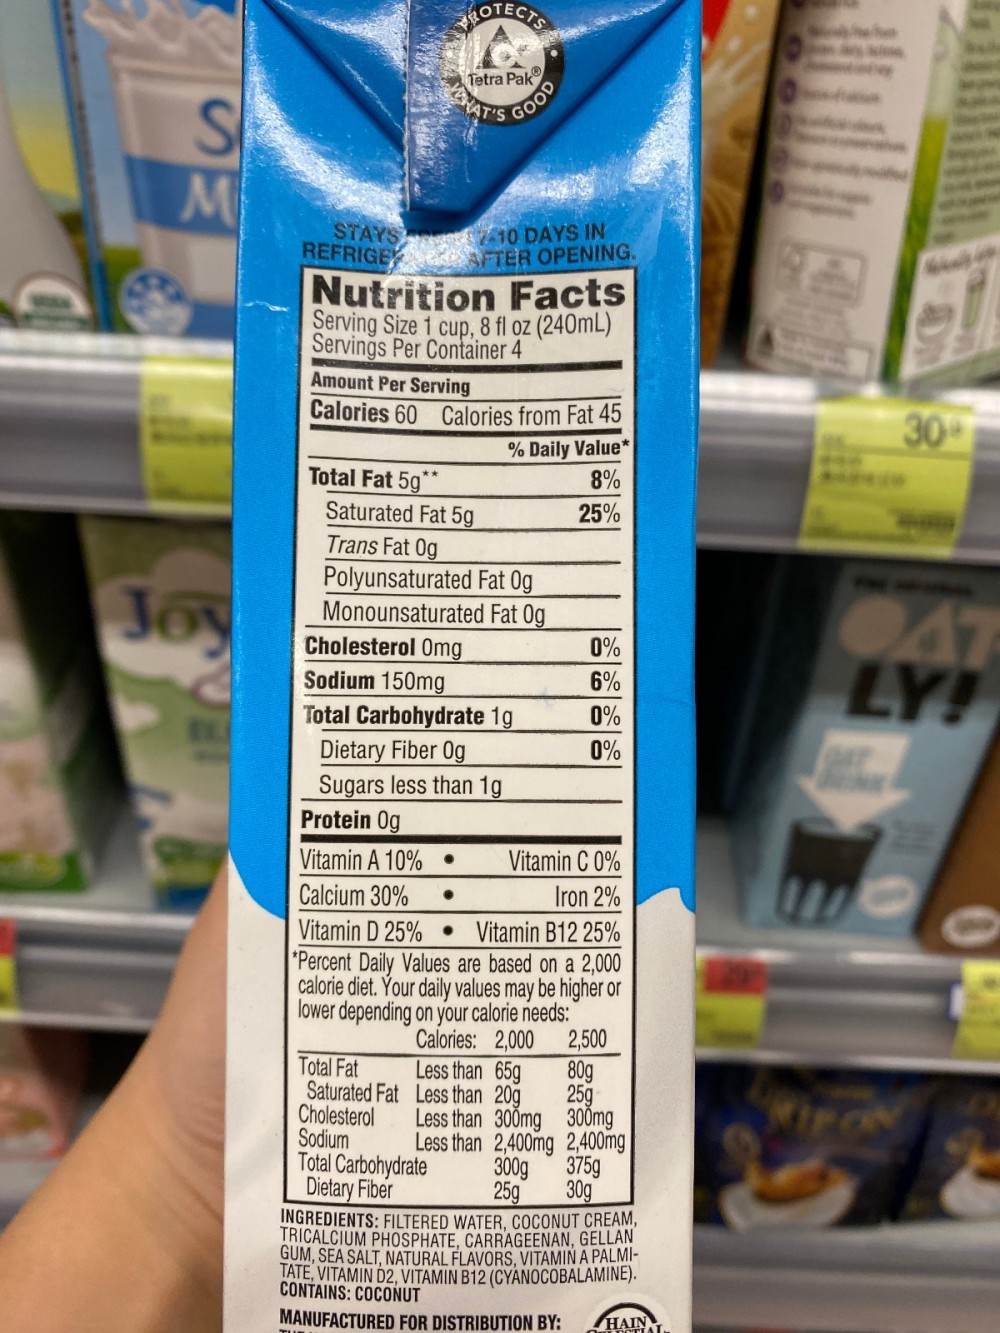 PROTECTS
Tetra Pak®
WHAT'S GOOD
STAYS FRESH 7-10 DAYS IN
AFTER OPENING.
Nutrition Facts
Serving Size 1 cup, 8 fl oz (240mL)
Servings Per Container 4
Amount Per Serving
Calories 60 Calories from Fat 45
% Daily Value*
Total Fat 5g** 8%
Saturated Fat 5g 25%
Trans Fat 0g
Polyunsaturated Fat 0g
Monounsaturated Fat 0g
Cholesterol 0mg 0%
Sodium 150mg 6%
Total Carbohydrate 1g 0%
Dietary Fiber 0g 0%
Sugars less than 1g
Protein 0g
Vitamin A 10% • Vitamin C 0%
Calcium 30% • Iron 2%
Vitamin D 25% • Vitamin B12 25%
*Percent Daily Values are based on a 2,000
calorie diet. Your daily values may be higher or
lower depending on your calorie needs:
Calories: 2,000 2,500
Total Fat Less than 65g 80g
Saturated Fat Less than 20g 25g
Cholesterol Less than 300mg 300mg
Sodium Less than 2,400mg 2,400mg
Total Carbohydrate 300g 375g
Dietary Fiber 25g 30g
INGREDIENTS: FILTERED WATER, COCONUT CREAM,
TRICALCIUM PHOSPHATE, CARRAGEENAN, GELLAN
GUM, SEA SALT, NATURAL FLAVORS, VITAMIN A PALMI-
TATE, VITAMIN D2, VITAMIN B12 (CYANOCOBALAMINE).
CONTAINS: COCONUT
MANUFACTURED FOR DISTRIBUTION BY:
HAIN
CELESTIAL
Joy
30
OAT
LY!